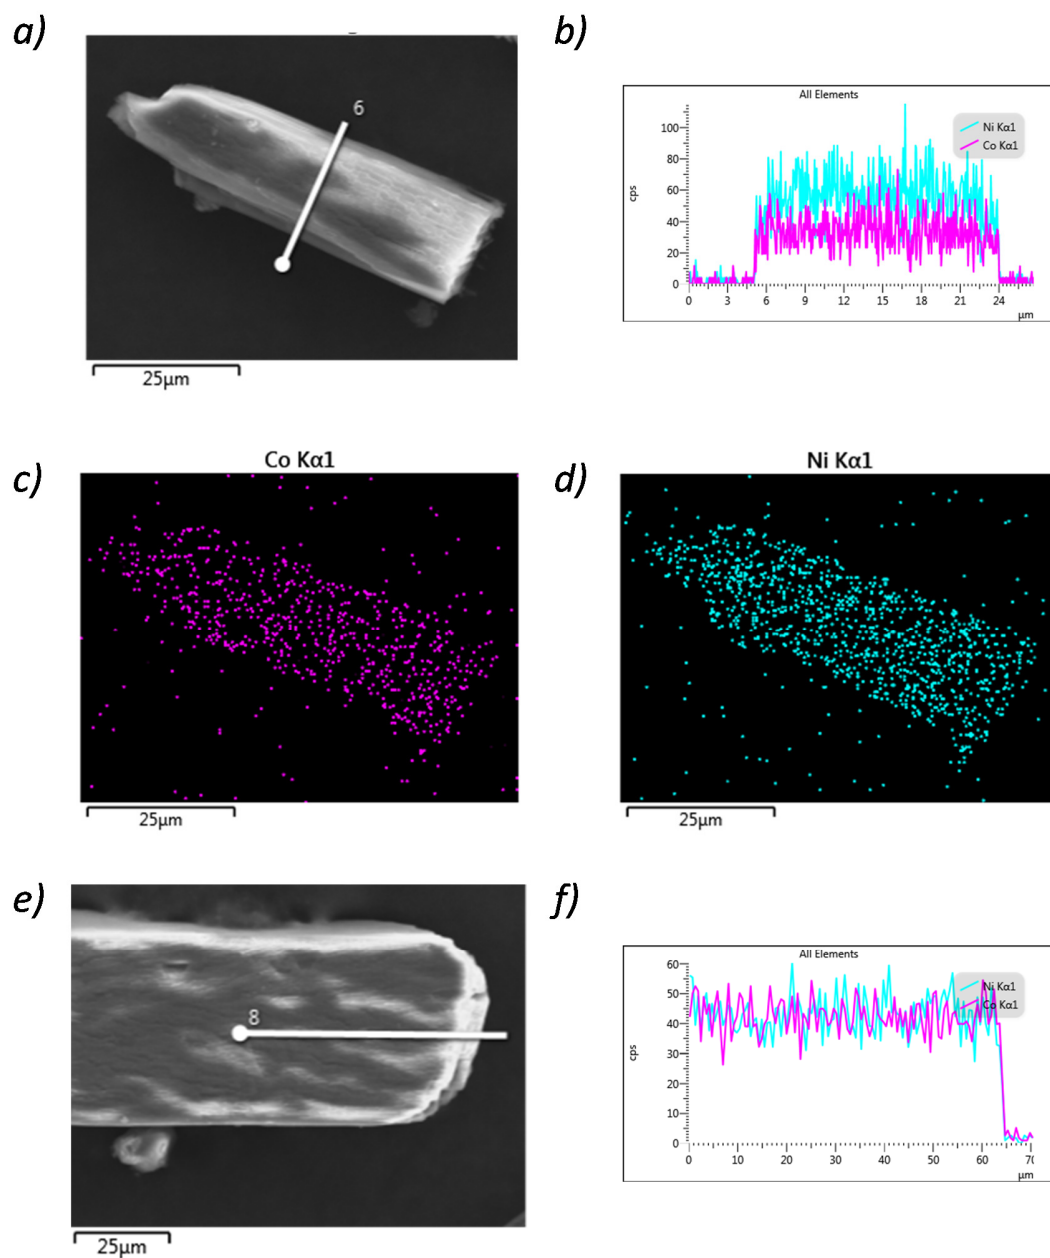 a)
6
25µm
b)
All Elements
Ni Kα1
Co Kα1
cps
100
80
60
40
20
0
0 3 6 9 12 15 18 21 24
µm
c)
Co Kα1
25µm
d)
Ni Kα1
25µm
e)
8
25µm
f)
All Elements
Ni Kα1
Co Kα1
cps
60
50
40
30
20
10
0
0 10 20 30 40 50 60 70
µm